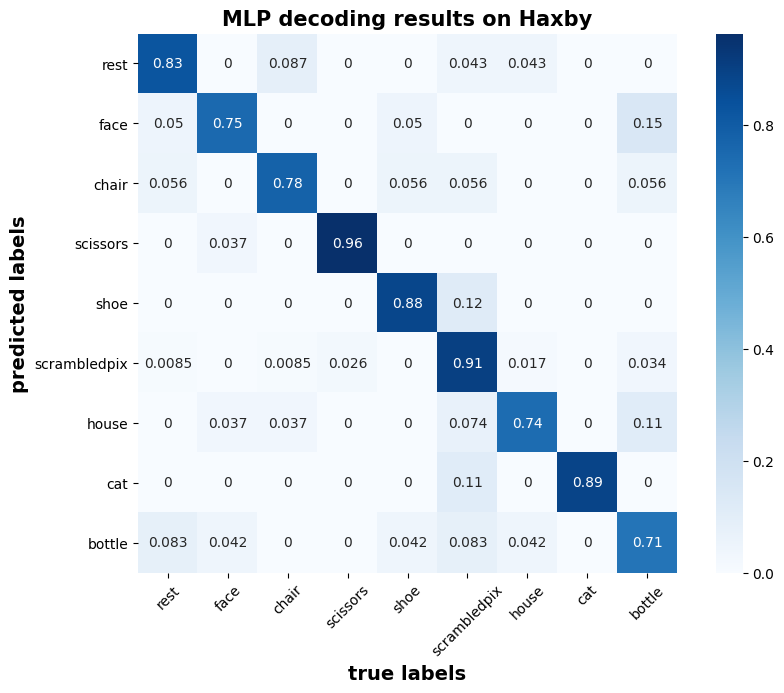 MLP decoding results on Haxby
rest 0.83 0 0.087 0 0 0.043 0.043 0 0
face 0.05 0.75 0 0 0.05 0 0 0 0.15
chair 0.056 0 0.78 0 0.056 0.056 0 0 0.056
scissors 0 0.037 0 0.96 0 0 0 0 0
shoe 0 0 0 0 0.88 0.12 0 0 0
scrambledpix 0.0085 0 0.0085 0.026 0 0.91 0.017 0 0.034
house 0 0.037 0.037 0 0 0.074 0.74 0 0.11
cat 0 0 0 0 0 0.11 0 0.89 0
bottle 0.083 0.042 0 0 0.042 0.083 0.042 0 0.71
rest face chair scissors shoe scrambledpix house cat bottle
predicted labels
true labels
0.8
0.6
0.4
0.2
0.0